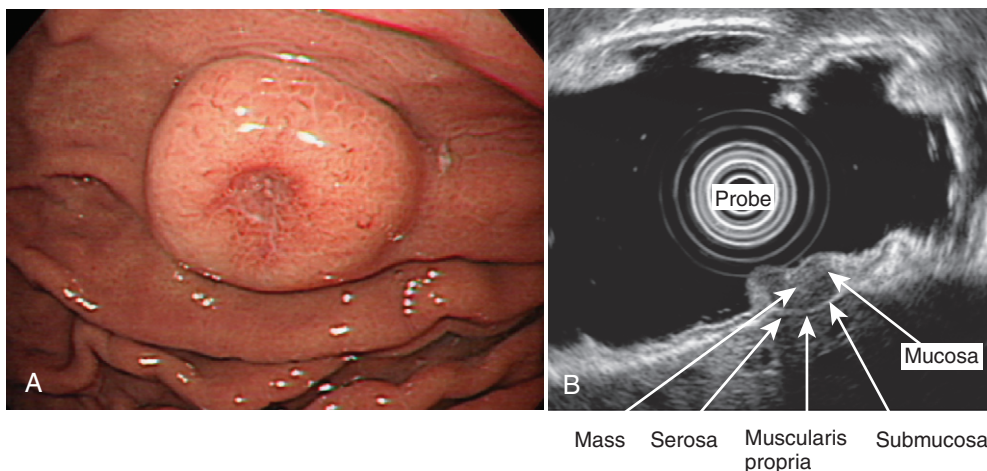 A
B
Probe
Mucosa
Mass Serosa Muscularis Submucosa
propria